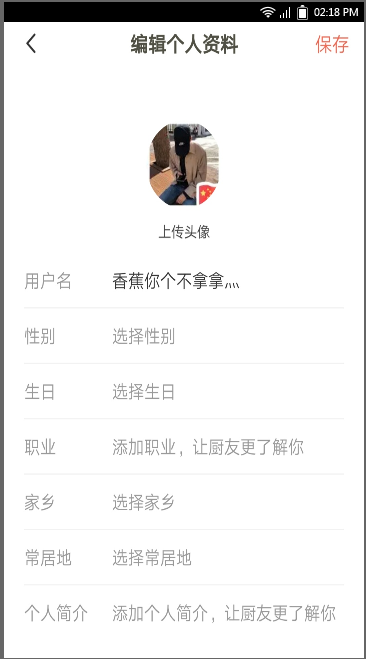 02:18 PM
编辑个人资料 保存
上传头像
用户名 香蕉你个不拿拿灬
性别 选择性别
生日 选择生日
职业 添加职业，让厨友更了解你
家乡 选择家乡
常居地 选择常居地
个人简介 添加个人简介，让厨友更了解你